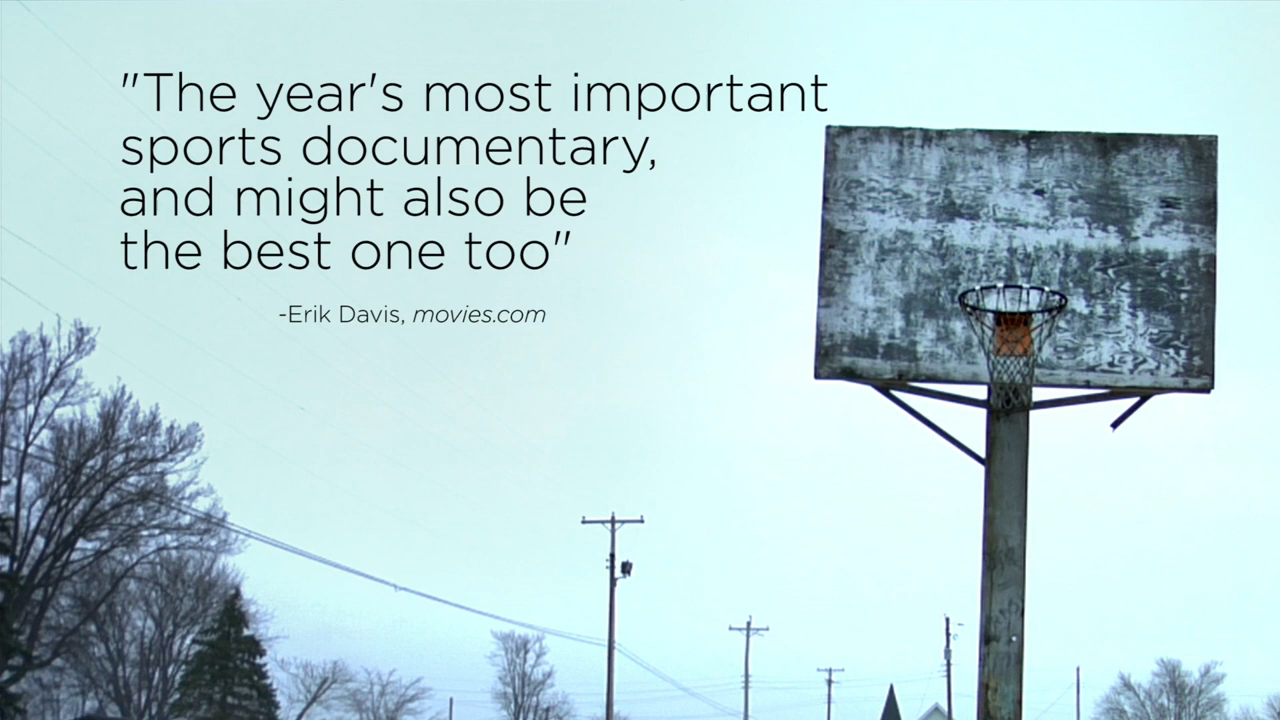 "The year's most important
sports documentary,
and might also be
the best one too"
-Erik Davis, movies.com